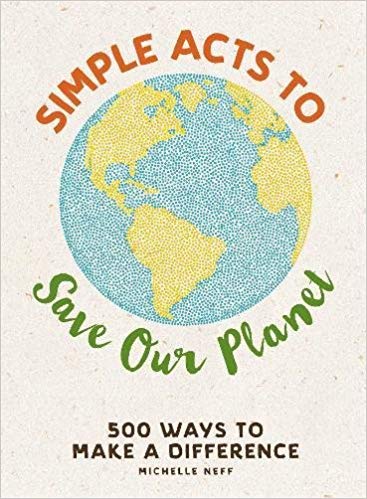 SIMPLE ACTS TO
Save Our Planet
500 WAYS TO
MAKE A DIFFERENCE
MICHELLE NEFF